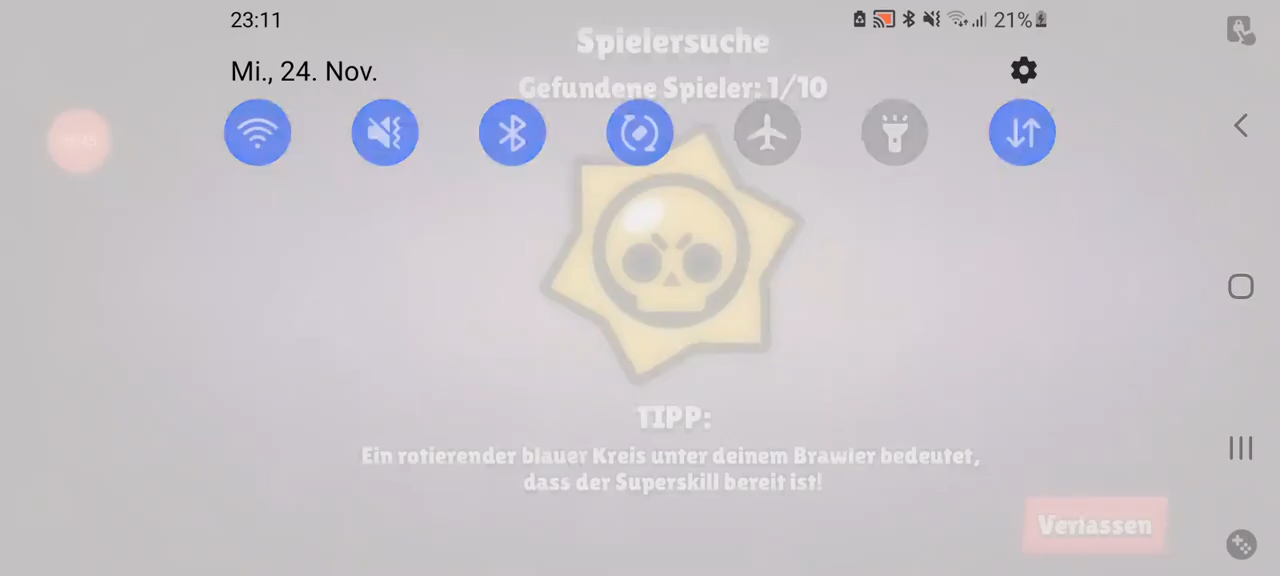 23:11
21%
Mi., 24. Nov.
Spielersuche
Gefundene Spieler: 1/10
TIPP:
Ein rotierender blauer Kreis unter deinem Brawler bedeutet,
dass der Superskill bereit ist!
Verlassen